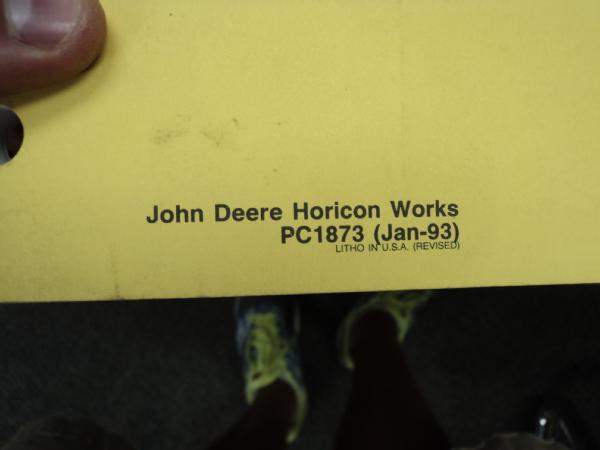 John Deere Horicon Works
PC1873 (Jan-93)
LITHO IN U.S.A. (REVISED)